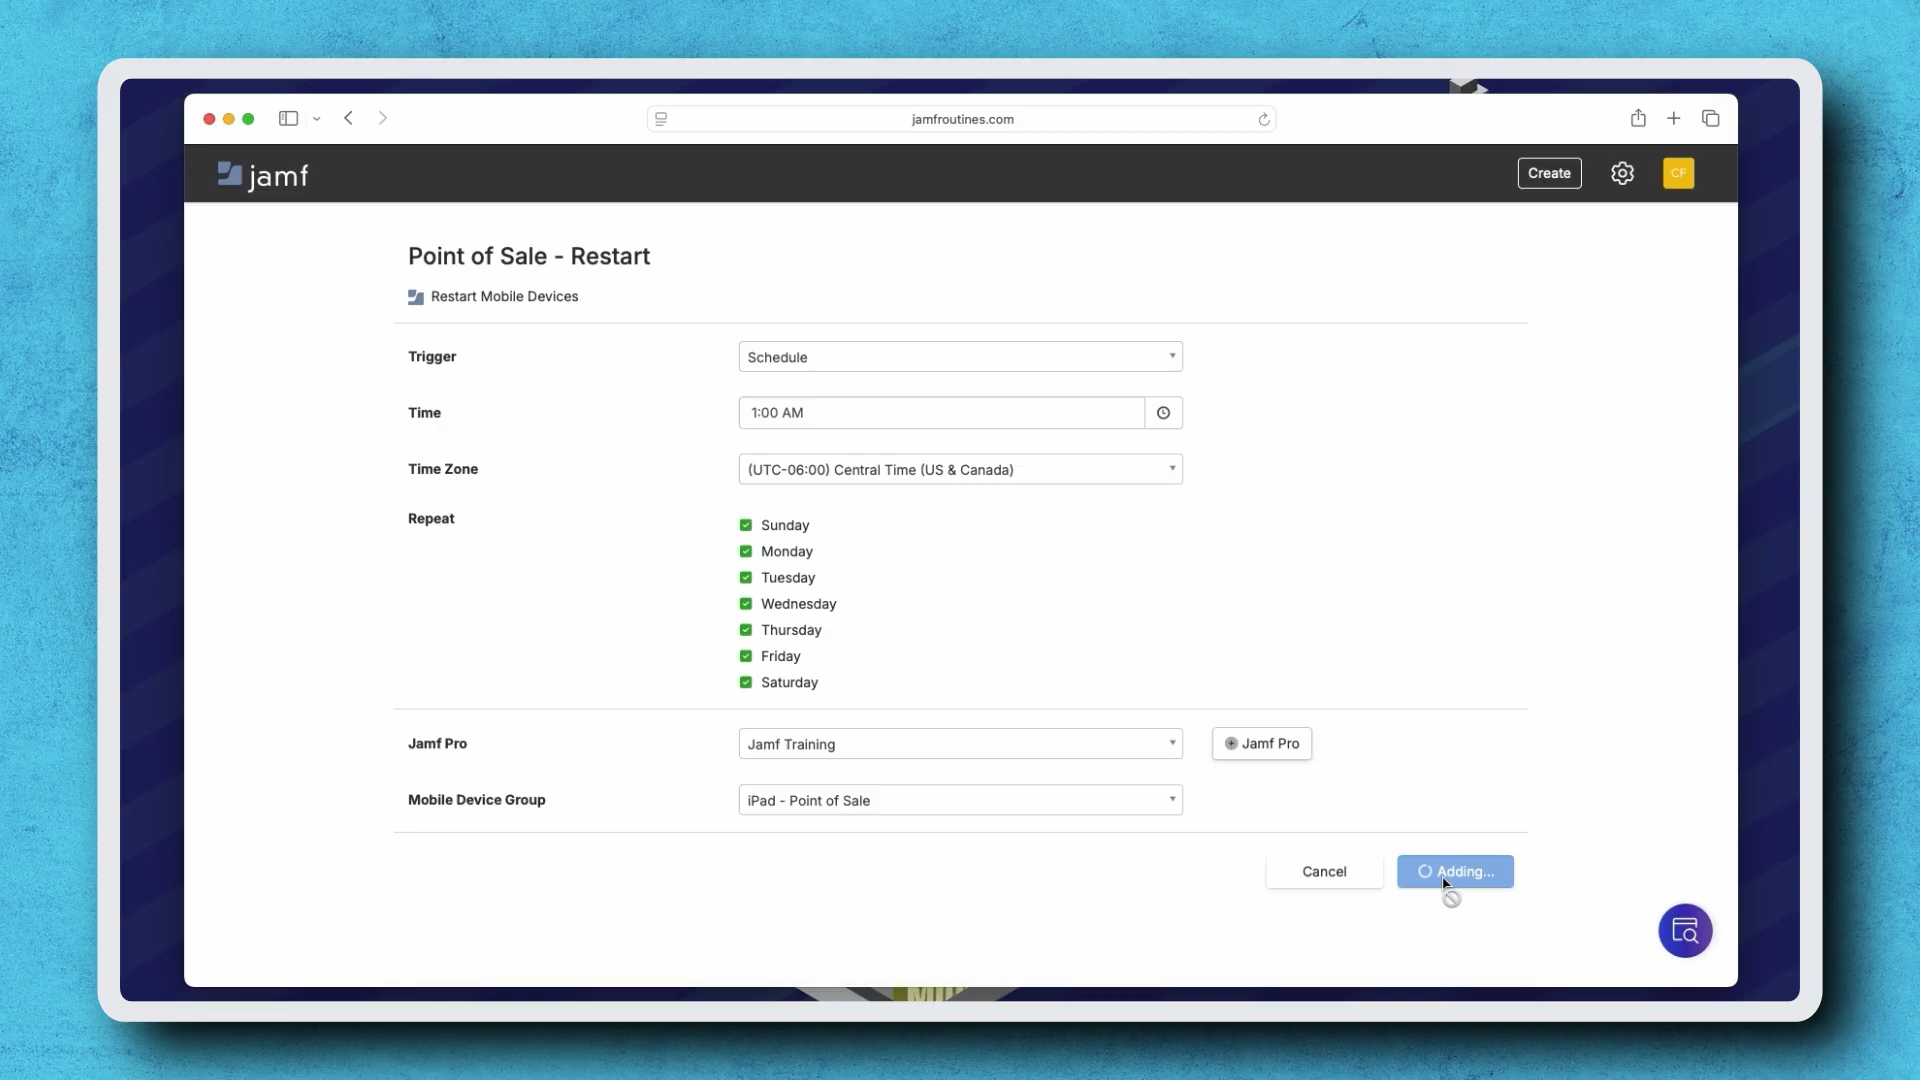 jamfroutines.com
jamf
Create
CF
Point of Sale - Restart
Restart Mobile Devices
Trigger
Schedule
Time
1:00 AM
Time Zone
(UTC-06:00) Central Time (US & Canada)
Repeat
Sunday
Monday
Tuesday
Wednesday
Thursday
Friday
Saturday
Jamf Pro
Jamf Training
Jamf Pro
Mobile Device Group
iPad - Point of Sale
Cancel
Adding...